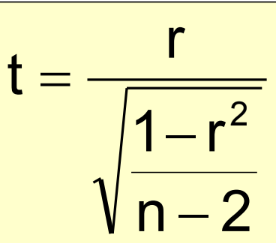 t = r / √((1–r²) / (n–2))